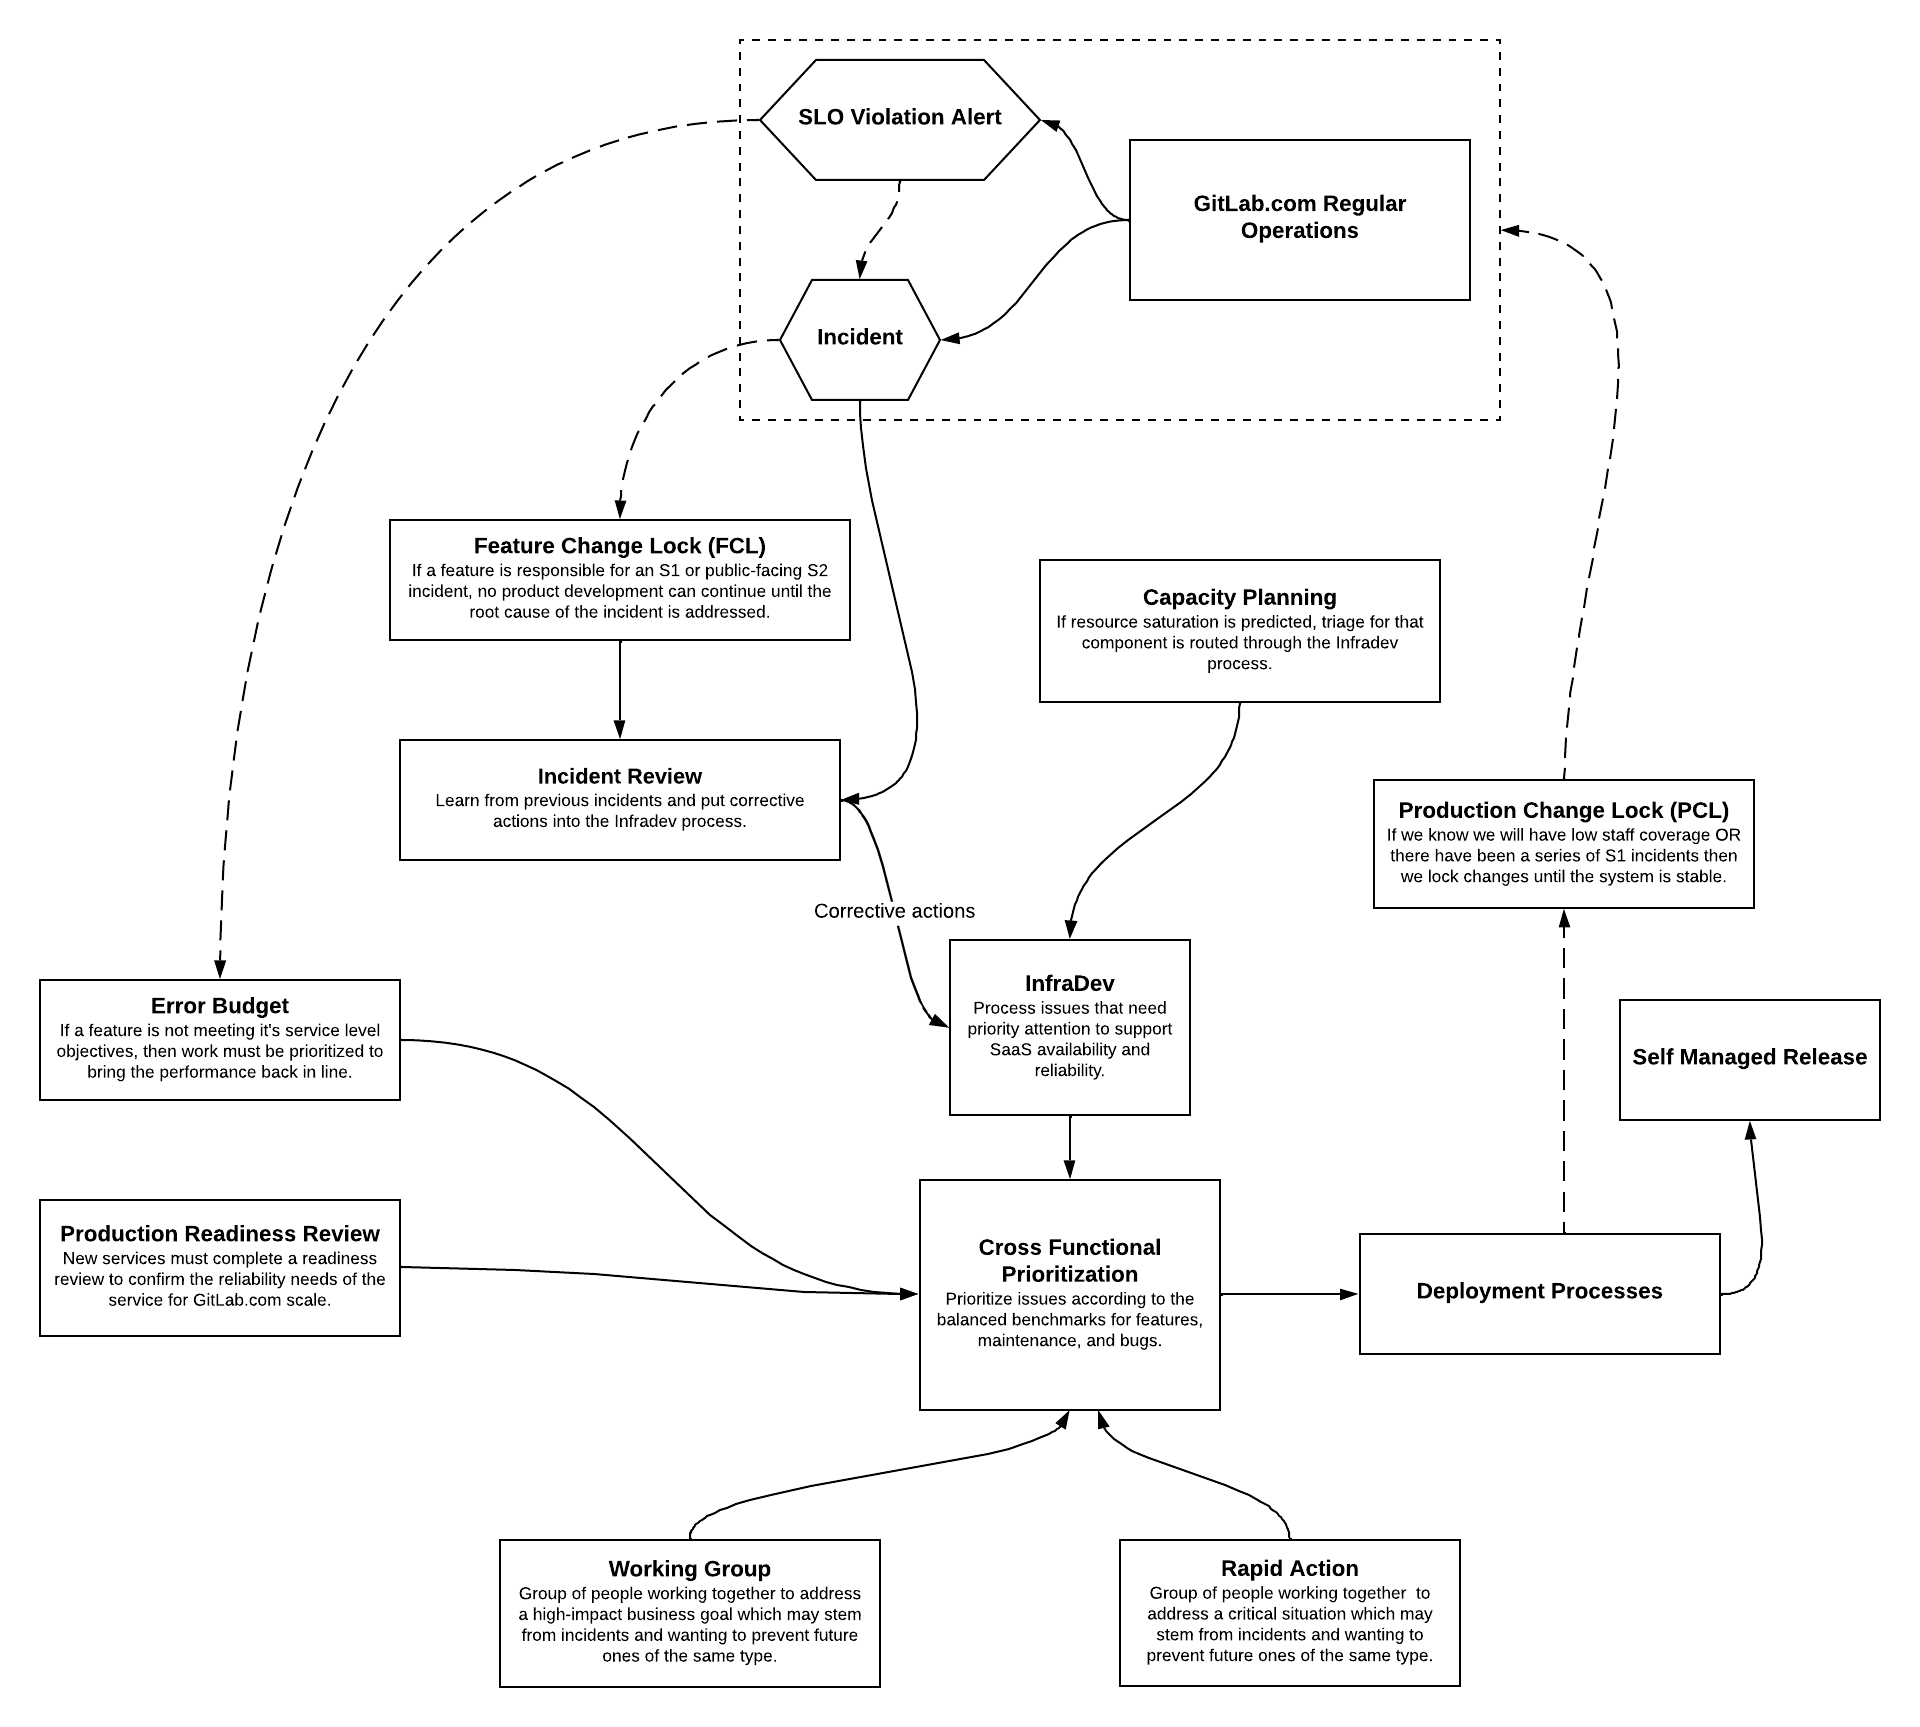 SLO Violation Alert
GitLab.com Regular
Operations
Incident
Feature Change Lock (FCL)
If a feature is responsible for an S1 or public-facing S2
incident, no product development can continue until the
root cause of the incident is addressed.
Capacity Planning
If resource saturation is predicted, triage for that
component is routed through the Infradev
process.
Incident Review
Learn from previous incidents and put corrective
actions into the Infradev process.
Production Change Lock (PCL)
If we know we will have low staff coverage OR
there have been a series of S1 incidents then
we lock changes until the system is stable.
Corrective actions
InfraDev
Process issues that need
priority attention to support
SaaS availability and
reliability.
Error Budget
If a feature is not meeting it's service level
objectives, then work must be prioritized to
bring the performance back in line.
Self Managed Release
Production Readiness Review
New services must complete a readiness
review to confirm the reliability needs of the
service for GitLab.com scale.
Cross Functional
Prioritization
Prioritize issues according to the
balanced benchmarks for features,
maintenance, and bugs.
Deployment Processes
Working Group
Group of people working together to address
a high-impact business goal which may stem
from incidents and wanting to prevent future
ones of the same type.
Rapid Action
Group of people working together  to
address a critical situation which may
stem from incidents and wanting to
prevent future ones of the same type.